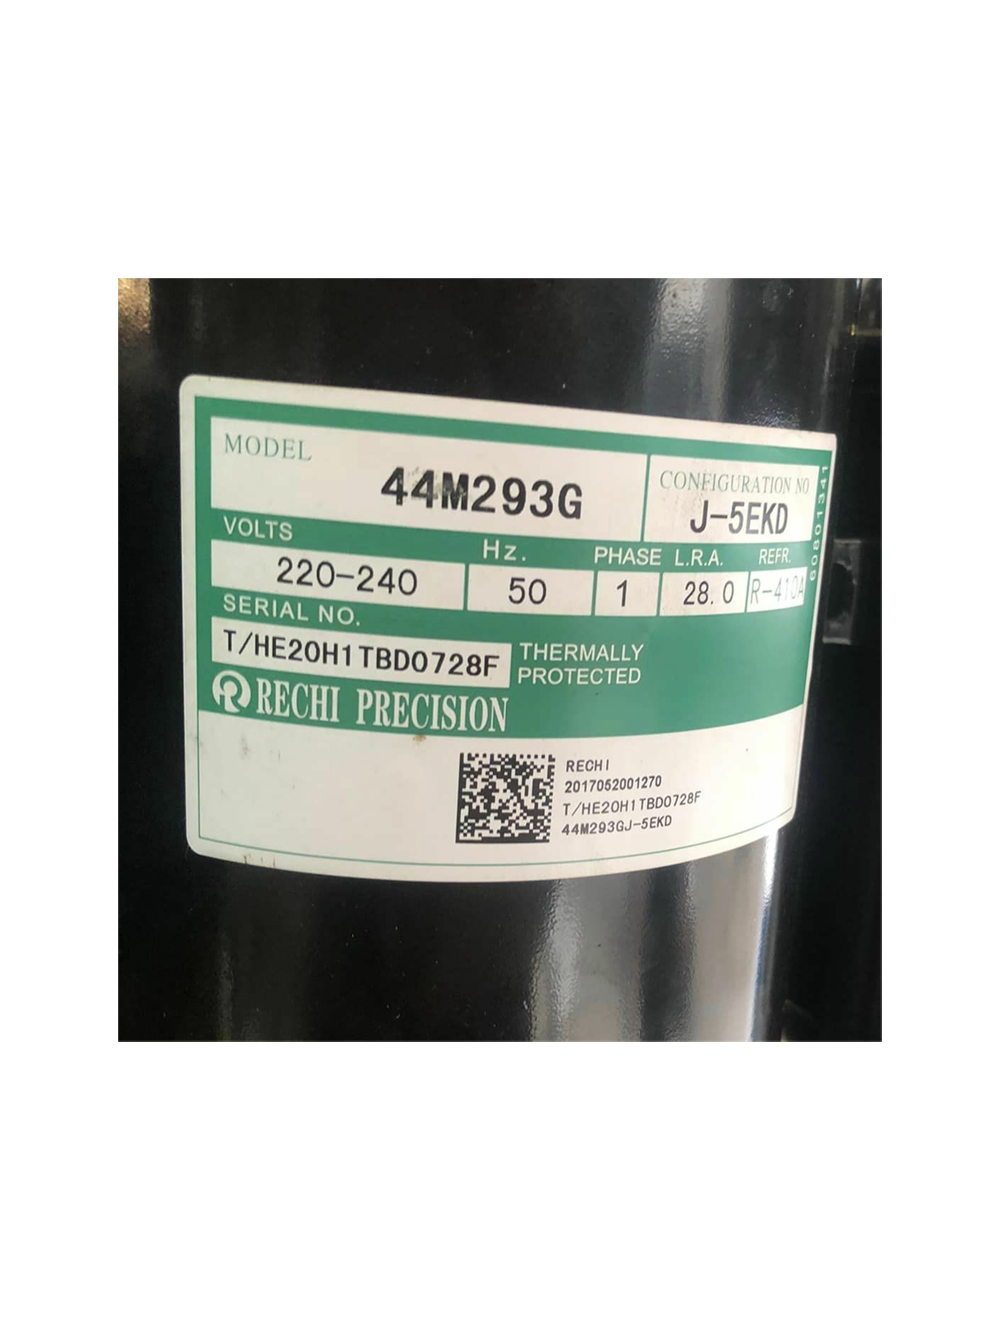 MODEL
44M293G
CONFIGURATION NO
J-5EKD
VOLTS
Hz.
PHASE
L.R.A.
REFR.
220-240
50
1
28.0
R-410A
SERIAL NO.
T/HE20H1TBD0728F
THERMALLY
PROTECTED
RECHI PRECISION
60801341
RECHI
2017052001270
T/HE20H1TBD0728F
44M293GJ-5EKD